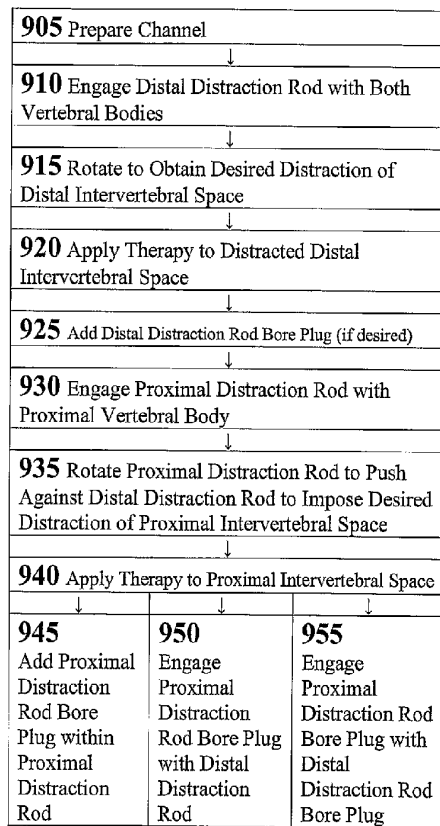 905 Prepare Channel
↓
910 Engage Distal Distraction Rod with Both
Vertebral Bodies
↓
915 Rotate to Obtain Desired Distraction of
Distal Intervertebral Space
↓
920 Apply Therapy to Distracted Distal
Intervertebral Space
↓
925 Add Distal Distraction Rod Bore Plug (if desired)
↓
930 Engage Proximal Distraction Rod with
Proximal Vertebral Body
↓
935 Rotate Proximal Distraction Rod to Push
Against Distal Distraction Rod to Impose Desired
Distraction of Proximal Intervertebral Space
↓
940 Apply Therapy to Proximal Intervertebral Space
↓ ↓ ↓
945
Add Proximal
Distraction
Rod Bore
Plug within
Proximal
Distraction
Rod
950
Engage
Proximal
Distraction
Rod Bore Plug
with Distal
Distraction
Rod
955
Engage
Proximal
Distraction Rod
Bore Plug with
Distal
Distraction Rod
Bore Plug